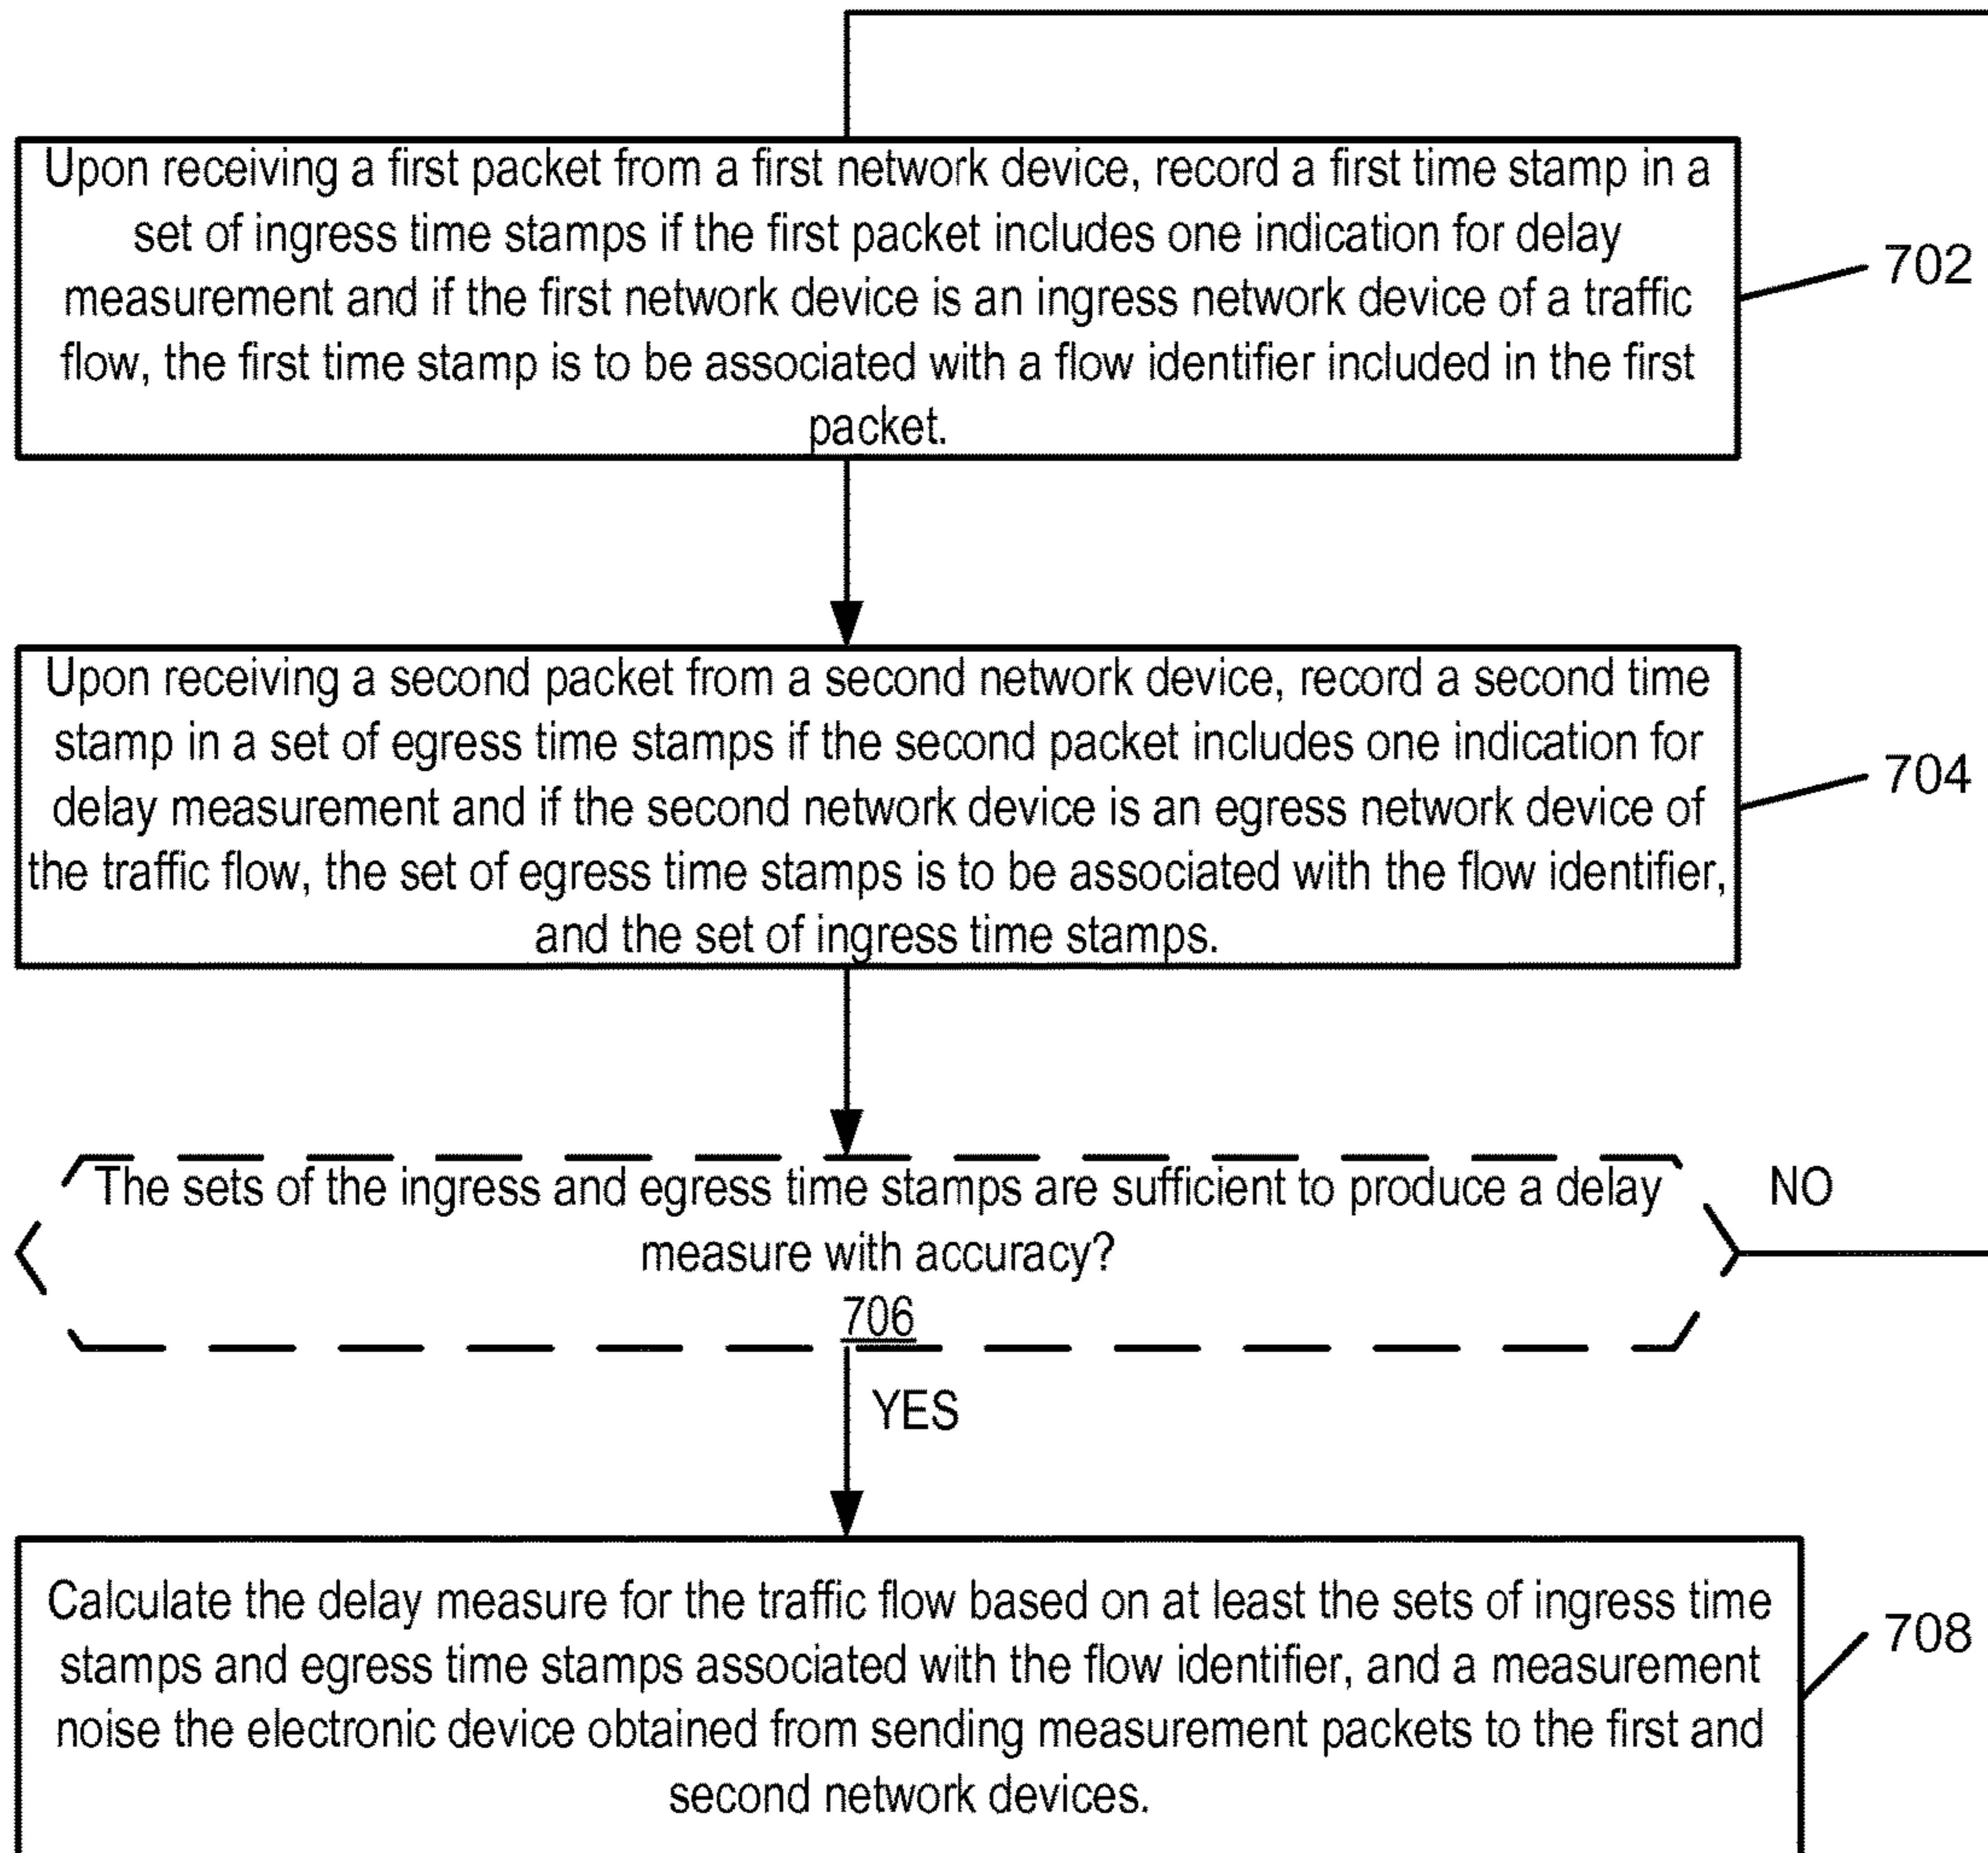 Upon receiving a first packet from a first network device, record a first time stamp in a
set of ingress time stamps if the first packet includes one indication for delay
measurement and if the first network device is an ingress network device of a traffic
flow, the first time stamp is to be associated with a flow identifier included in the first
packet.
702
Upon receiving a second packet from a second network device, record a second time
stamp in a set of egress time stamps if the second packet includes one indication for
delay measurement and if the second network device is an egress network device of
the traffic flow, the set of egress time stamps is to be associated with the flow identifier,
and the set of ingress time stamps.
704
The sets of the ingress and egress time stamps are sufficient to produce a delay
measure with accuracy?
706
NO
YES
Calculate the delay measure for the traffic flow based on at least the sets of ingress time
stamps and egress time stamps associated with the flow identifier, and a measurement
noise the electronic device obtained from sending measurement packets to the first and
second network devices.
708